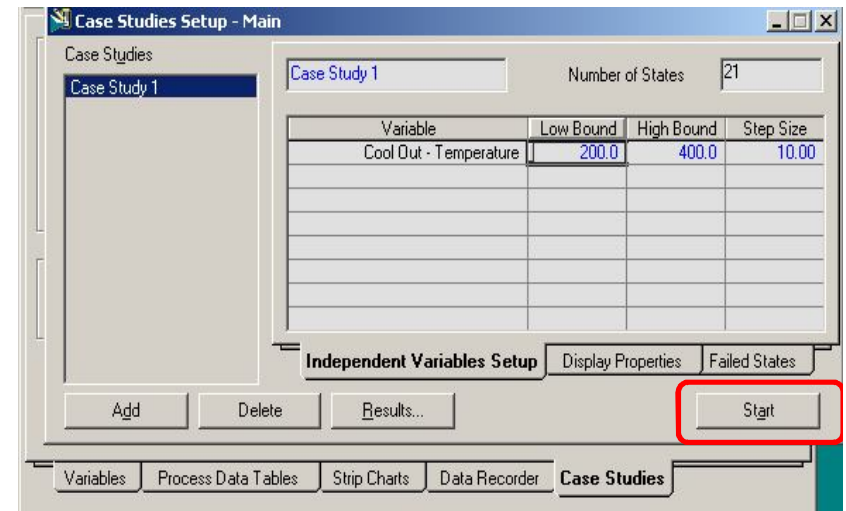 Case Studies Setup - Main
Case Studies
Case Study 1
Case Study 1
Number of States
21
Variable Low Bound High Bound Step Size
Cool Out - Temperature 200.0 400.0 10.00
Independent Variables Setup Display Properties Failed States
Add Delete Results... Start
Variables Process Data Tables Strip Charts Data Recorder Case Studies